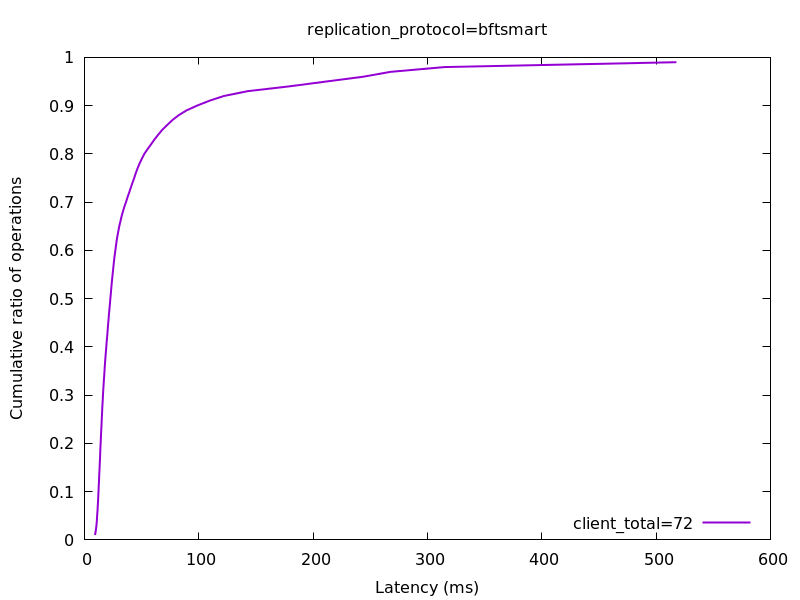 replication_protocol=bftsmart
1
0.9
0.8
0.7
0.6
0.5
0.4
0.3
0.2
0.1
0
Cumulative ratio of operations
client_total=72
0 100 200 300 400 500 600
Latency (ms)